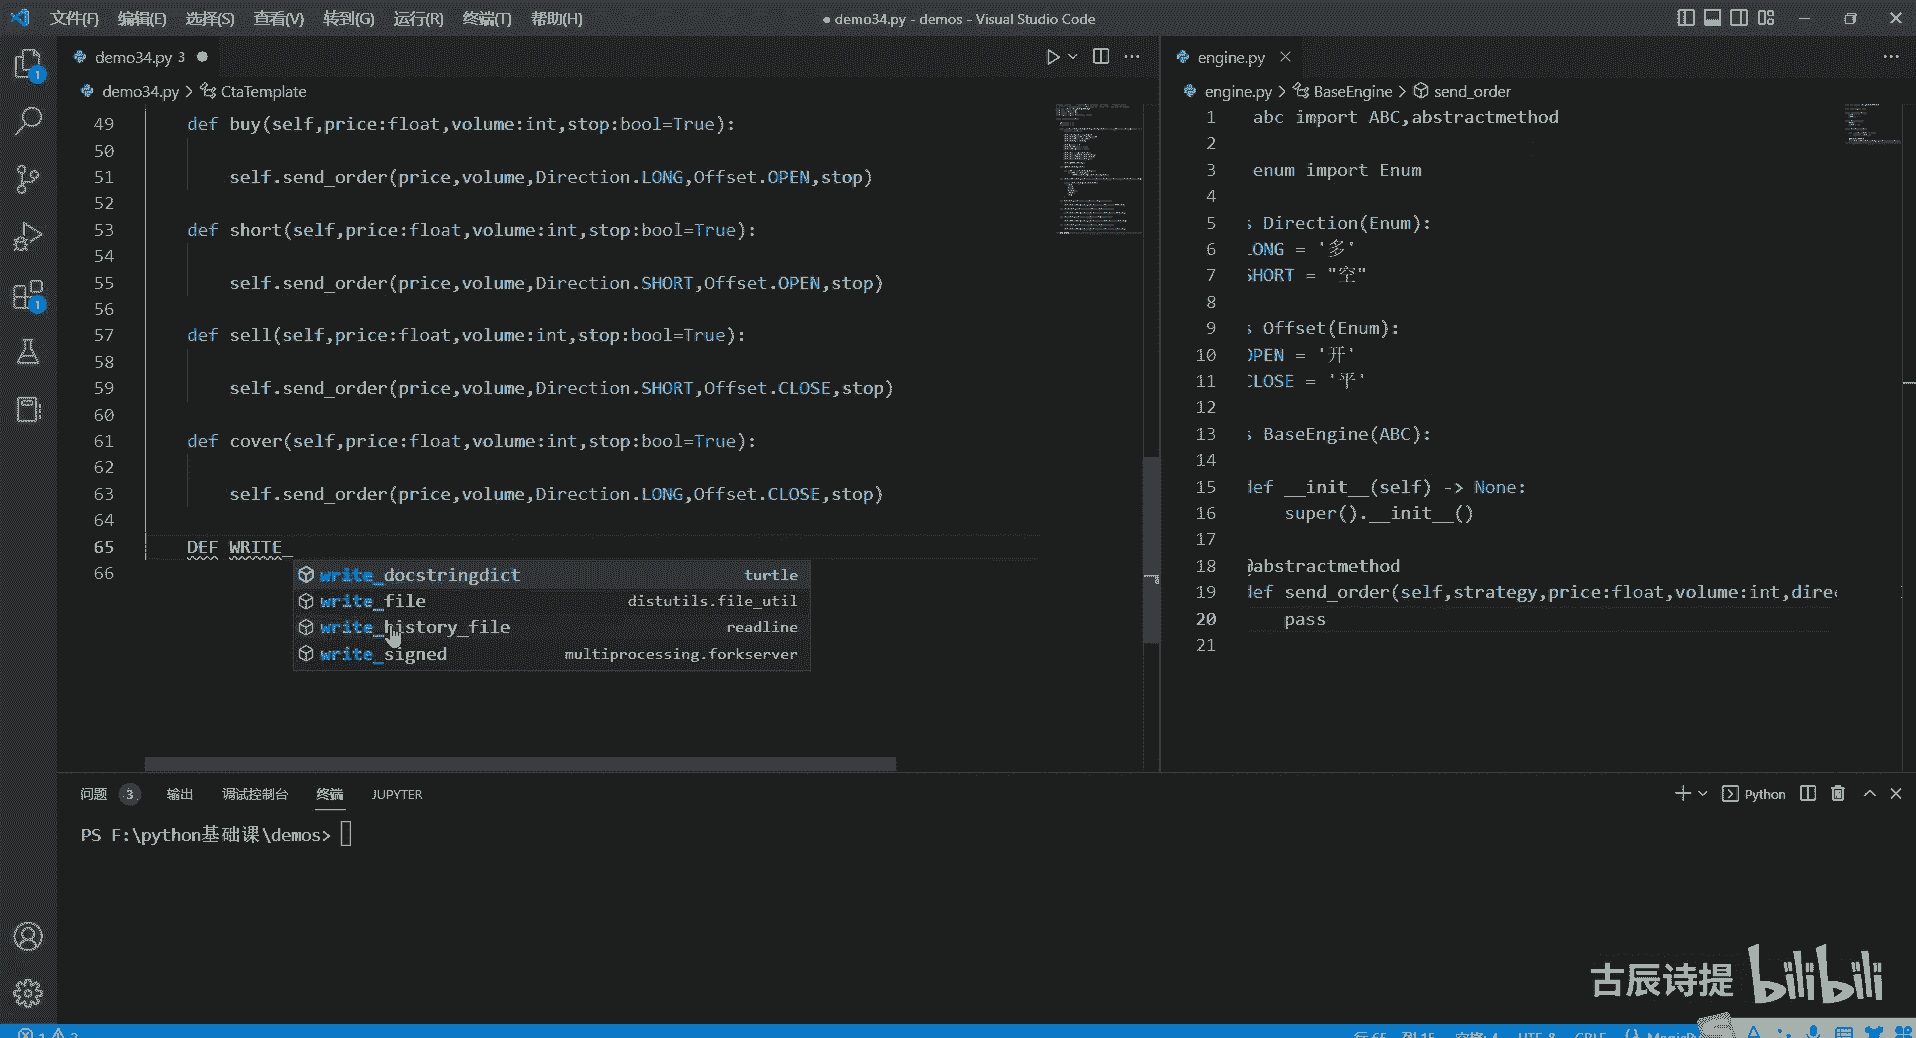 文件(F) 编辑(E) 选择(S) 查看(V) 转到(G) 运行(R) 终端(T) 帮助(H)
● demo34.py - demos - Visual Studio Code
demo34.py 3 ●
demo34.py > CtaTemplate
49 def buy(self,price:float,volume:int,stop:bool=True):
50
51 self.send_order(price,volume,Direction.LONG,Offset.OPEN,stop)
52
53 def short(self,price:float,volume:int,stop:bool=True):
54
55 self.send_order(price,volume,Direction.SHORT,Offset.OPEN,stop)
56
57 def sell(self,price:float,volume:int,stop:bool=True):
58
59 self.send_order(price,volume,Direction.SHORT,Offset.CLOSE,stop)
60
61 def cover(self,price:float,volume:int,stop:bool=True):
62
63 self.send_order(price,volume,Direction.LONG,Offset.CLOSE,stop)
64
65 DEF WRITE_
66
write_docstringdict turtle
write_file distutils.file_util
write_history_file readline
write_signed multiprocessing.forkserver
engine.py
engine.py > BaseEngine > send_order
1 abc import ABC,abstractmethod
2
3 enum import Enum
4
5 s Direction(Enum):
6 LONG = '多'
7 SHORT = "空"
8
9 s Offset(Enum):
10 OPEN = '开'
11 CLOSE = '平'
12
13 s BaseEngine(ABC):
14
15 def __init__(self) -> None:
16 super().__init__()
17
18 @abstractmethod
19 def send_order(self,strategy,price:float,volume:int,direc
20 pass
21
问题 3 输出 调试控制台 终端 JUPYTER
Python
PS F:\python基础课\demos>
古辰诗提 bilibili